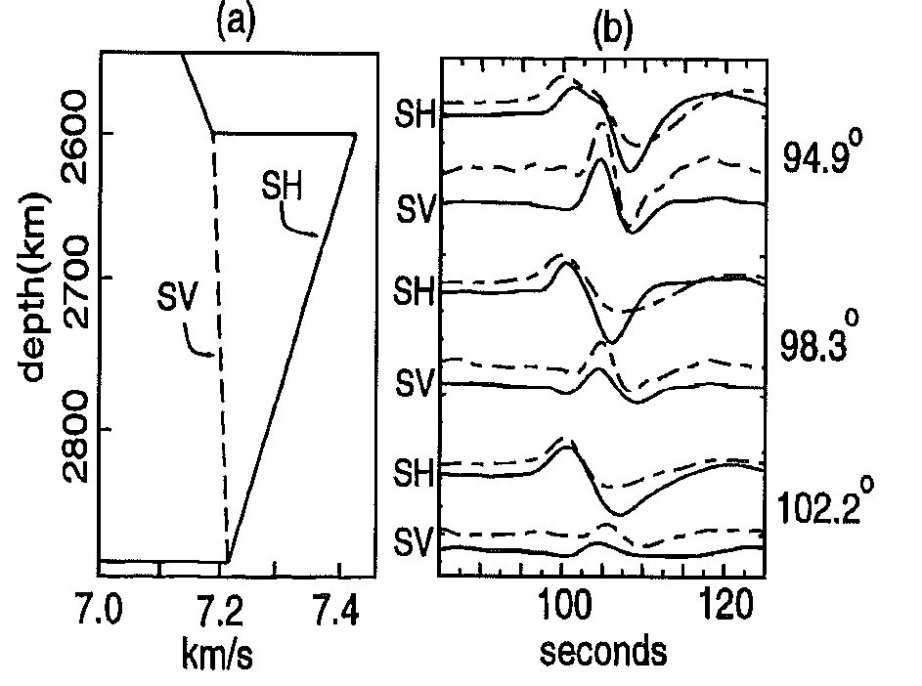 (a)
depth(km)
2600
2700
2800
SH
SV
7.0 7.2 7.4
km/s
(b)
SH
94.9°
SV
SH
98.3°
SV
SH
102.2°
SV
100 120
seconds